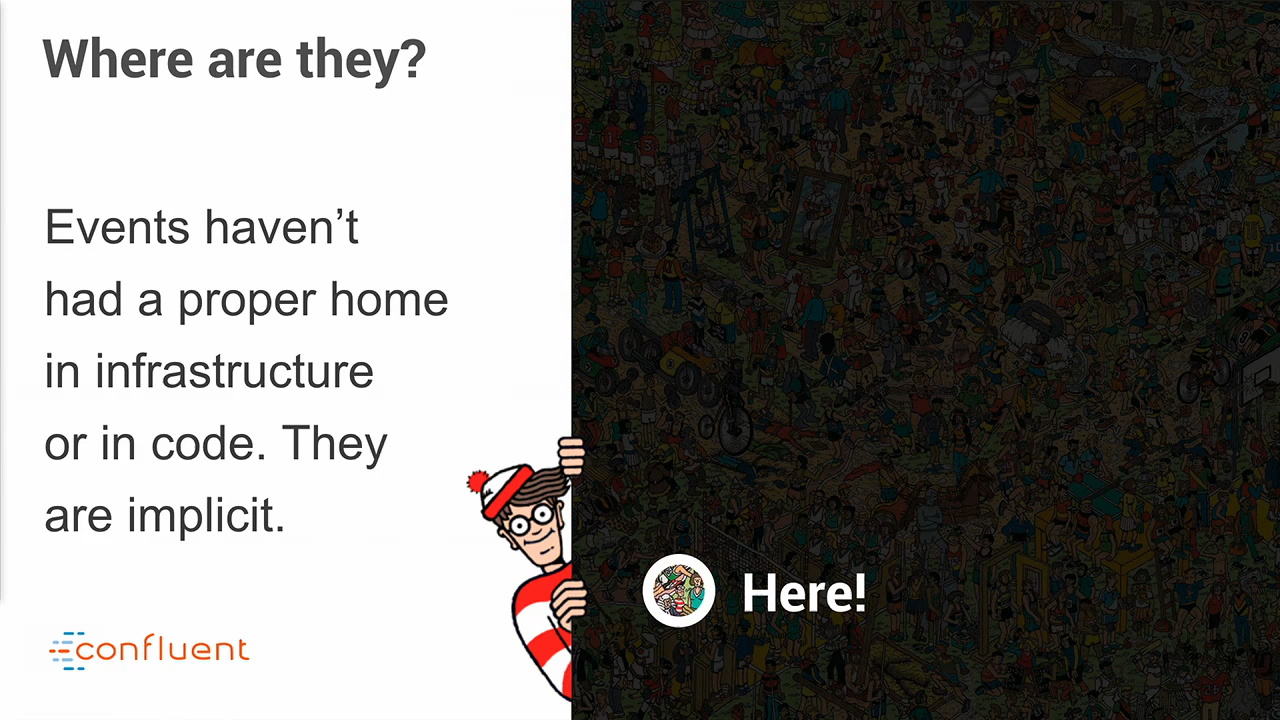 Where are they?
Events haven’t
had a proper home
in infrastructure
or in code. They
are implicit.
Here!
confluent